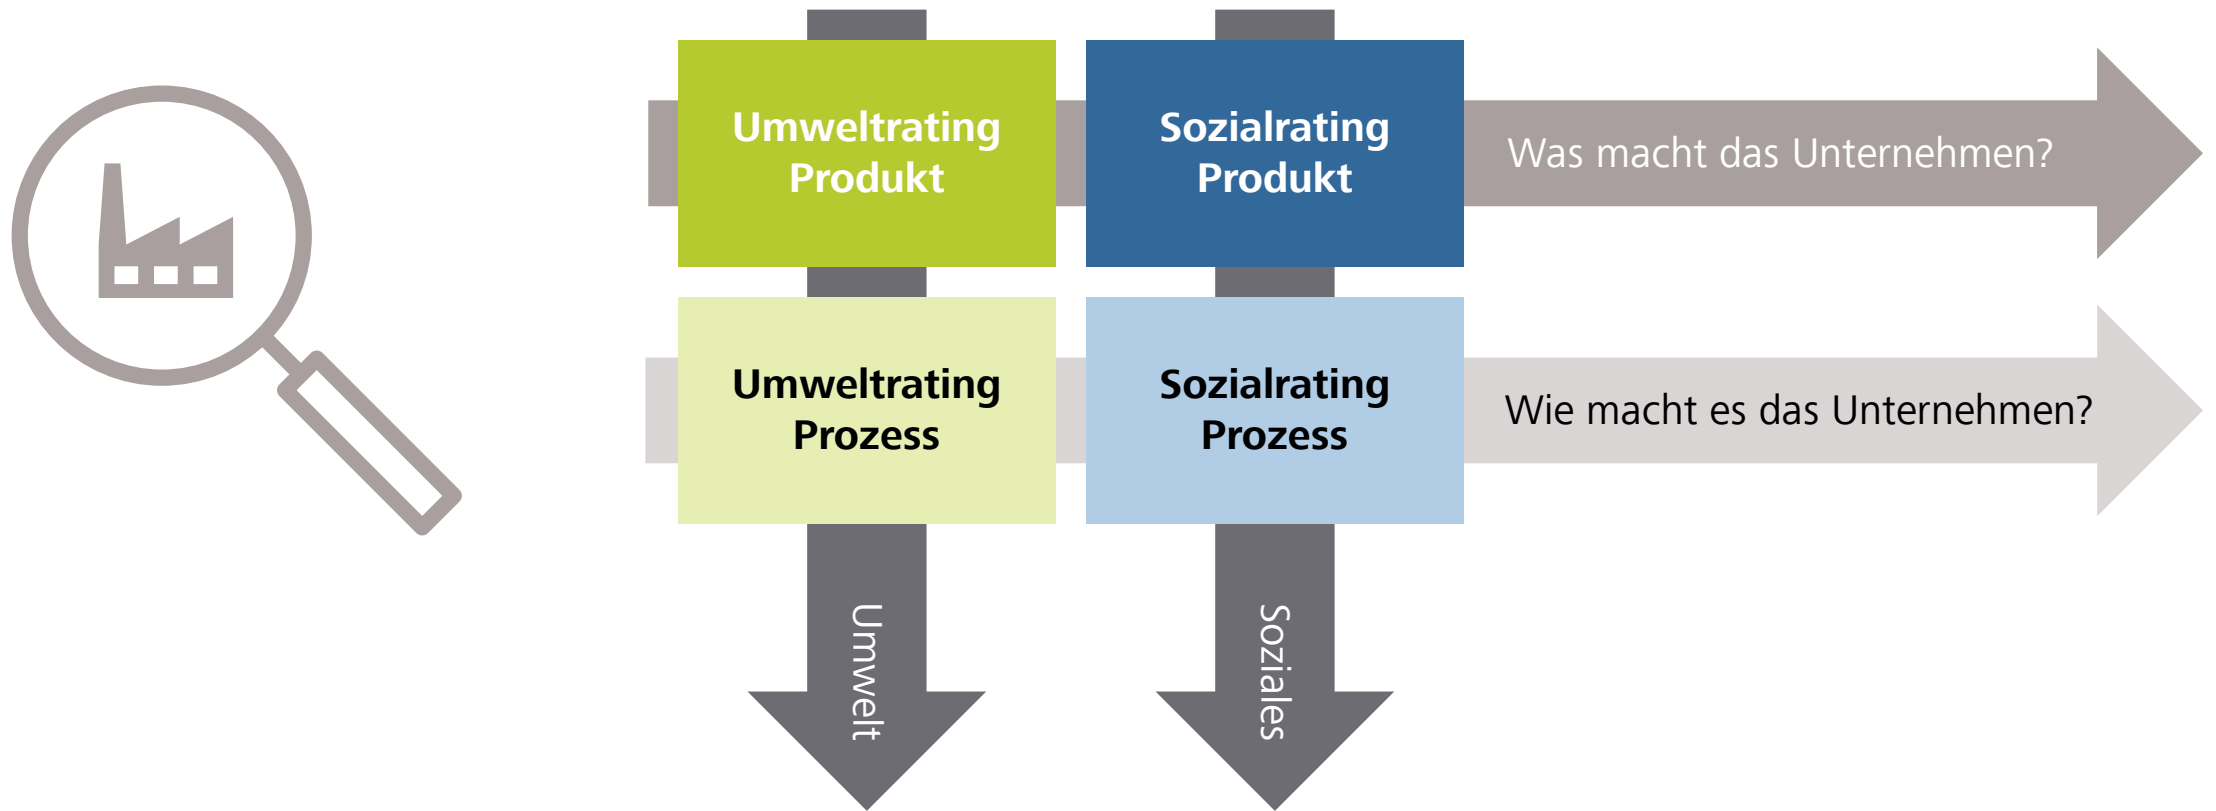 Umweltrating
Produkt
Sozialrating
Produkt
Was macht das Unternehmen?
Umweltrating
Prozess
Sozialrating
Prozess
Wie macht es das Unternehmen?
Umwelt
Soziales